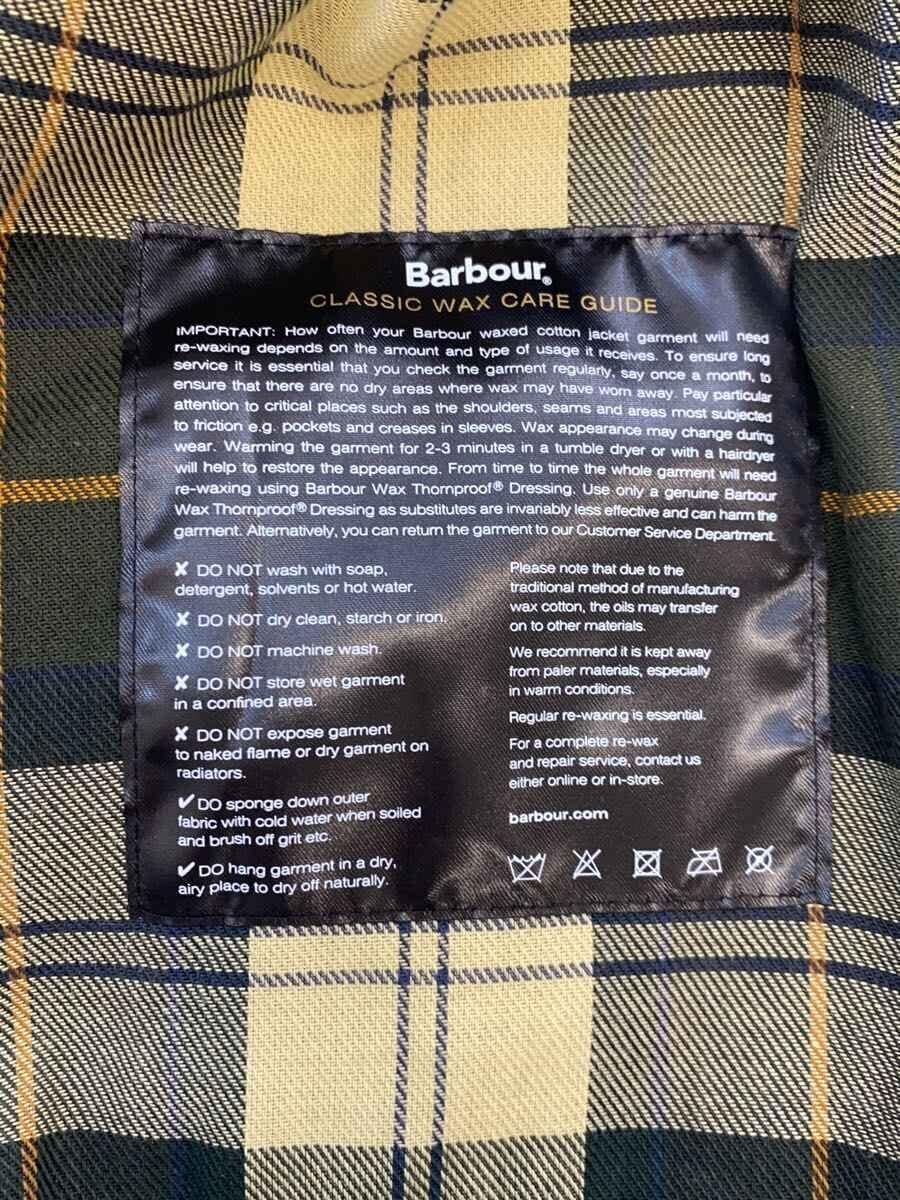 Barbour®
CLASSIC WAX CARE GUIDE
IMPORTANT: How often your Barbour waxed cotton jacket garment will need
re-waxing depends on the amount and type of usage it receives. To ensure long
service it is essential that you check the garment regularly, say once a month, to
ensure that there are no dry areas where wax may have worn away. Pay particular
attention to critical places such as the shoulders, seams and areas most subjected
to friction e.g. pockets and creases in sleeves. Wax appearance may change during
wear. Warming the garment for 2-3 minutes in a tumble dryer or with a hairdryer
will help to restore the appearance. From time to time the whole garment will need
re-waxing using Barbour Wax Thornproof® Dressing. Use only a genuine Barbour
Wax Thornproof® Dressing as substitutes are invariably less effective and can harm the
garment. Alternatively, you can return the garment to our Customer Service Department.
✘ DO NOT wash with soap,
detergent, solvents or hot water.
✘ DO NOT dry clean, starch or iron.
✘ DO NOT machine wash.
✘ DO NOT store wet garment
in a confined area.
✘ DO NOT expose garment
to naked flame or dry garment on
radiators.
✔ DO sponge down outer
fabric with cold water when soiled
and brush off grit etc.
✔ DO hang garment in a dry,
airy place to dry off naturally.
Please note that due to the
traditional method of manufacturing
wax cotton, the oils may transfer
on to other materials.
We recommend it is kept away
from paler materials, especially
in warm conditions.
Regular re-waxing is essential.
For a complete re-wax
and repair service, contact us
either online or in-store.
barbour.com